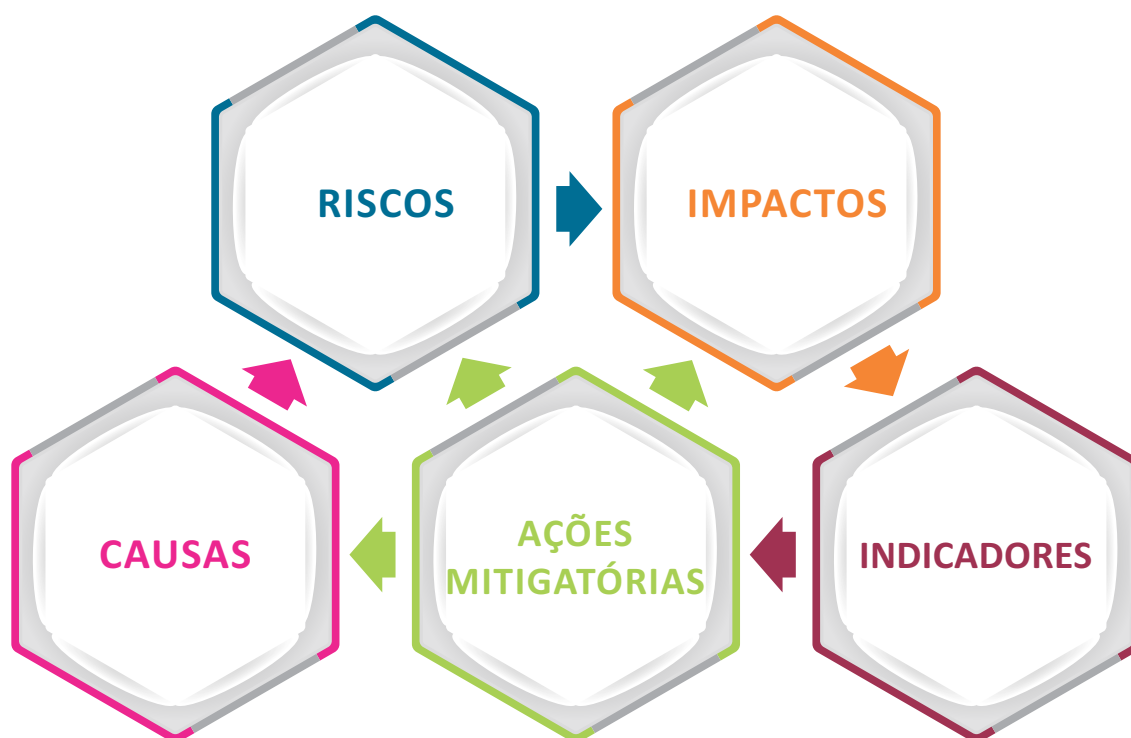 RISCOS
IMPACTOS
CAUSAS
AÇÕES
MITIGATÓRIAS
INDICADORES